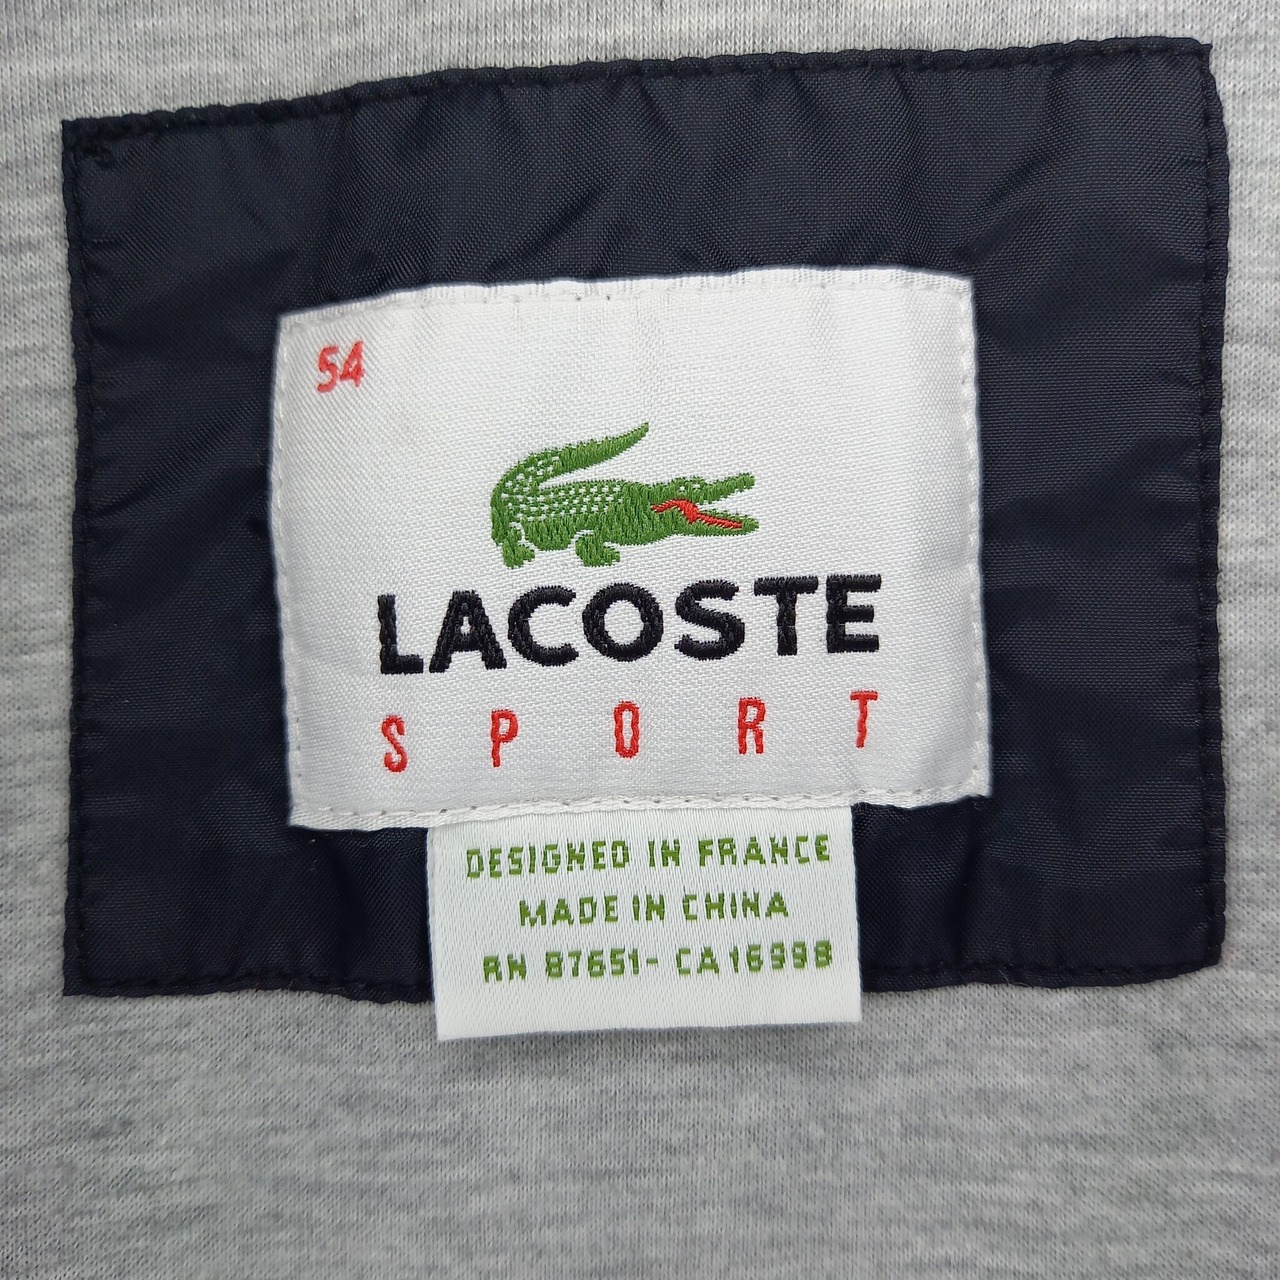 54
LACOSTE
SPORT
DESIGNED IN FRANCE
MADE IN CHINA
RN 87651- CA16998